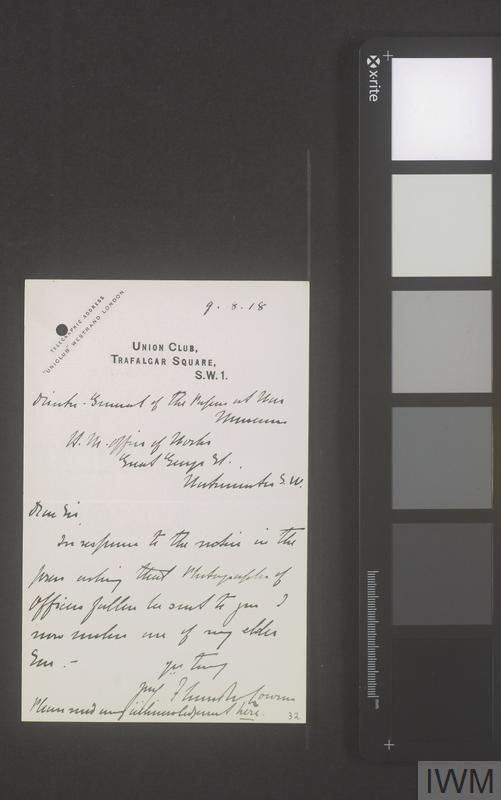 x-rite
9. 8. 18
TELEGRAPHIC ADDRESS
"UNICLUB" WESTRAND-LONDON.
UNION CLUB,
TRAFALGAR SQUARE,
S.W.1.
Director-General of the War
Museum
H. M. Office of Works
Great George St.
Westminster S.W.
Dear Sir
In response to the notice in the
press asking that Photographs of
Officers fallen be sent to you I
now enclose one of my elder
Son.-
yrs truly
Please send any acknowledgement here.
32
mm
IWM